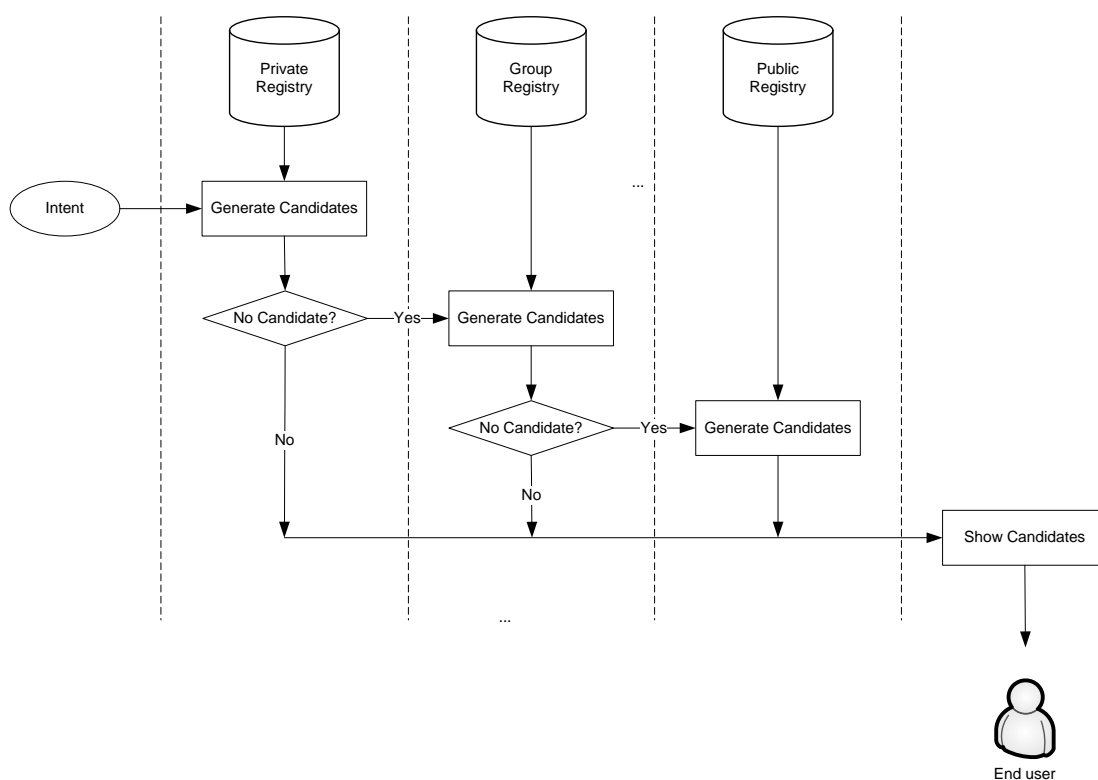 Private
Registry
Group
Registry
Public
Registry
...
Intent
Generate Candidates
No Candidate?
Yes
Generate Candidates
No Candidate?
Yes
Generate Candidates
No
No
Show Candidates
...
End user